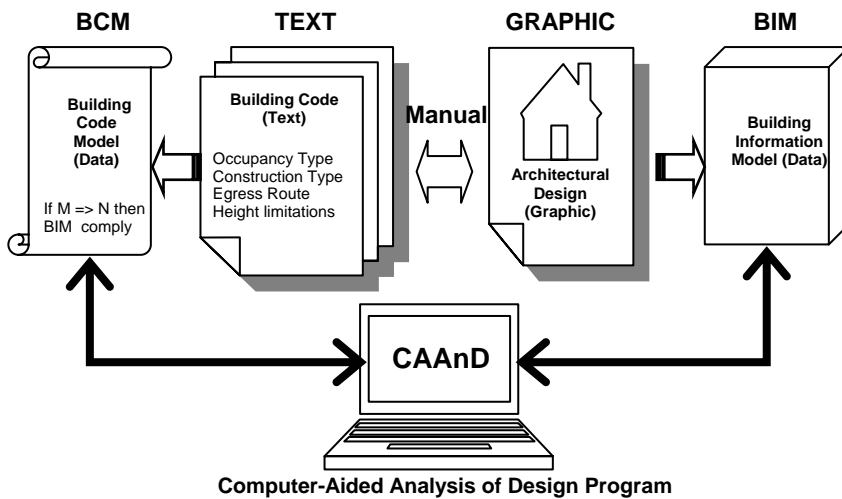 BCM
TEXT
GRAPHIC
BIM
Building
Code
Model
(Data)
If M => N then
BIM comply
Building Code
(Text)
Occupancy Type
Construction Type
Egress Route
Height limitations
Manual
Architectural
Design
(Graphic)
Building
Information
Model (Data)
CAAnD
Computer-Aided Analysis of Design Program